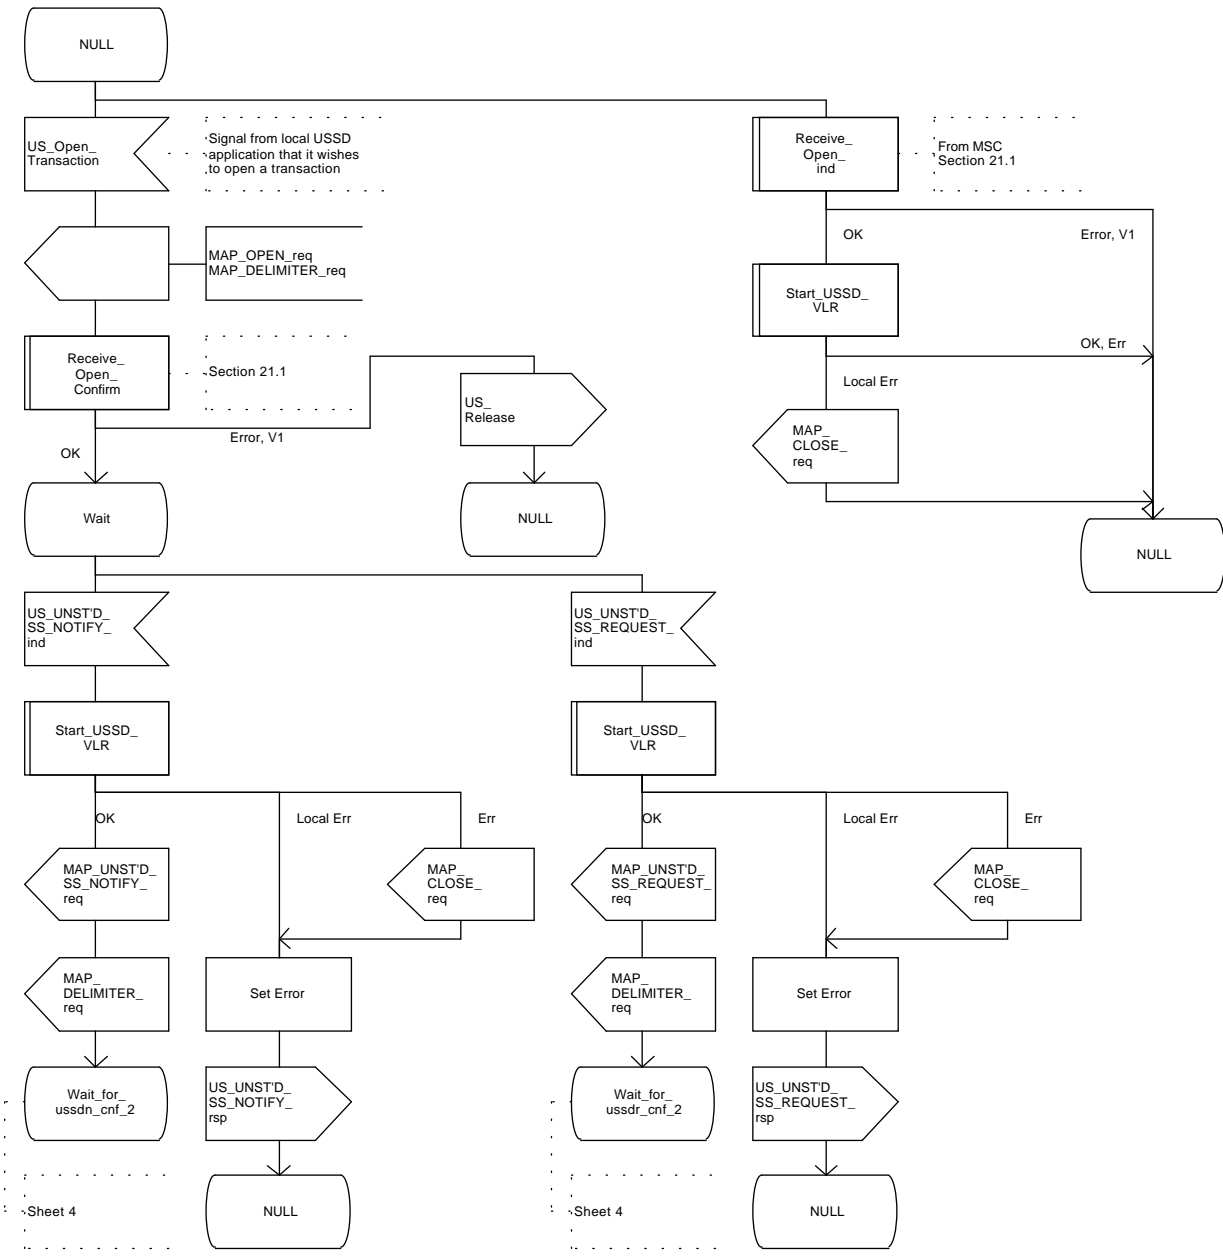 NULL
US_Open_
Transaction
Signal from local USSD
application that it wishes
to open a transaction
Receive_
Open_
ind
From MSC
Section 21.1
MAP_OPEN_req
MAP_DELIMITER_req
OK
Error, V1
Start_USSD_
VLR
Receive_
Open_
Confirm
Section 21.1
OK, Err
Local Err
US_
Release
Error, V1
OK
MAP_
CLOSE_
req
Wait
NULL
NULL
US_UNST'D_
SS_NOTIFY_
ind
US_UNST'D_
SS_REQUEST_
ind
Start_USSD_
VLR
Start_USSD_
VLR
OK
Local Err
Err
OK
Local Err
Err
MAP_UNST'D_
SS_NOTIFY_
req
MAP_
CLOSE_
req
MAP_UNST'D_
SS_REQUEST_
req
MAP_
CLOSE_
req
MAP_
DELIMITER_
req
Set Error
MAP_
DELIMITER_
req
Set Error
Wait_for_
ussdn_cnf_2
US_UNST'D_
SS_NOTIFY_
rsp
Wait_for_
ussdr_cnf_2
US_UNST'D_
SS_REQUEST_
rsp
Sheet 4
NULL
Sheet 4
NULL